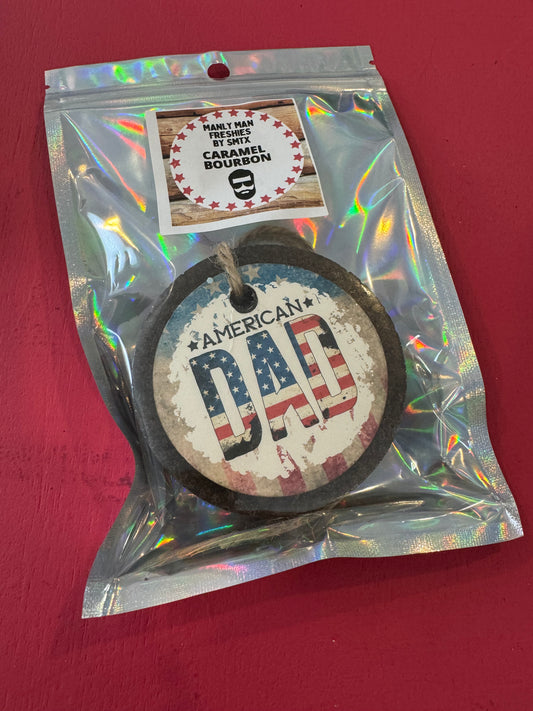 MANLY MAN
FRESHIES
BY SMTX
CARAMEL
BOURBON
AMERICAN
DAD